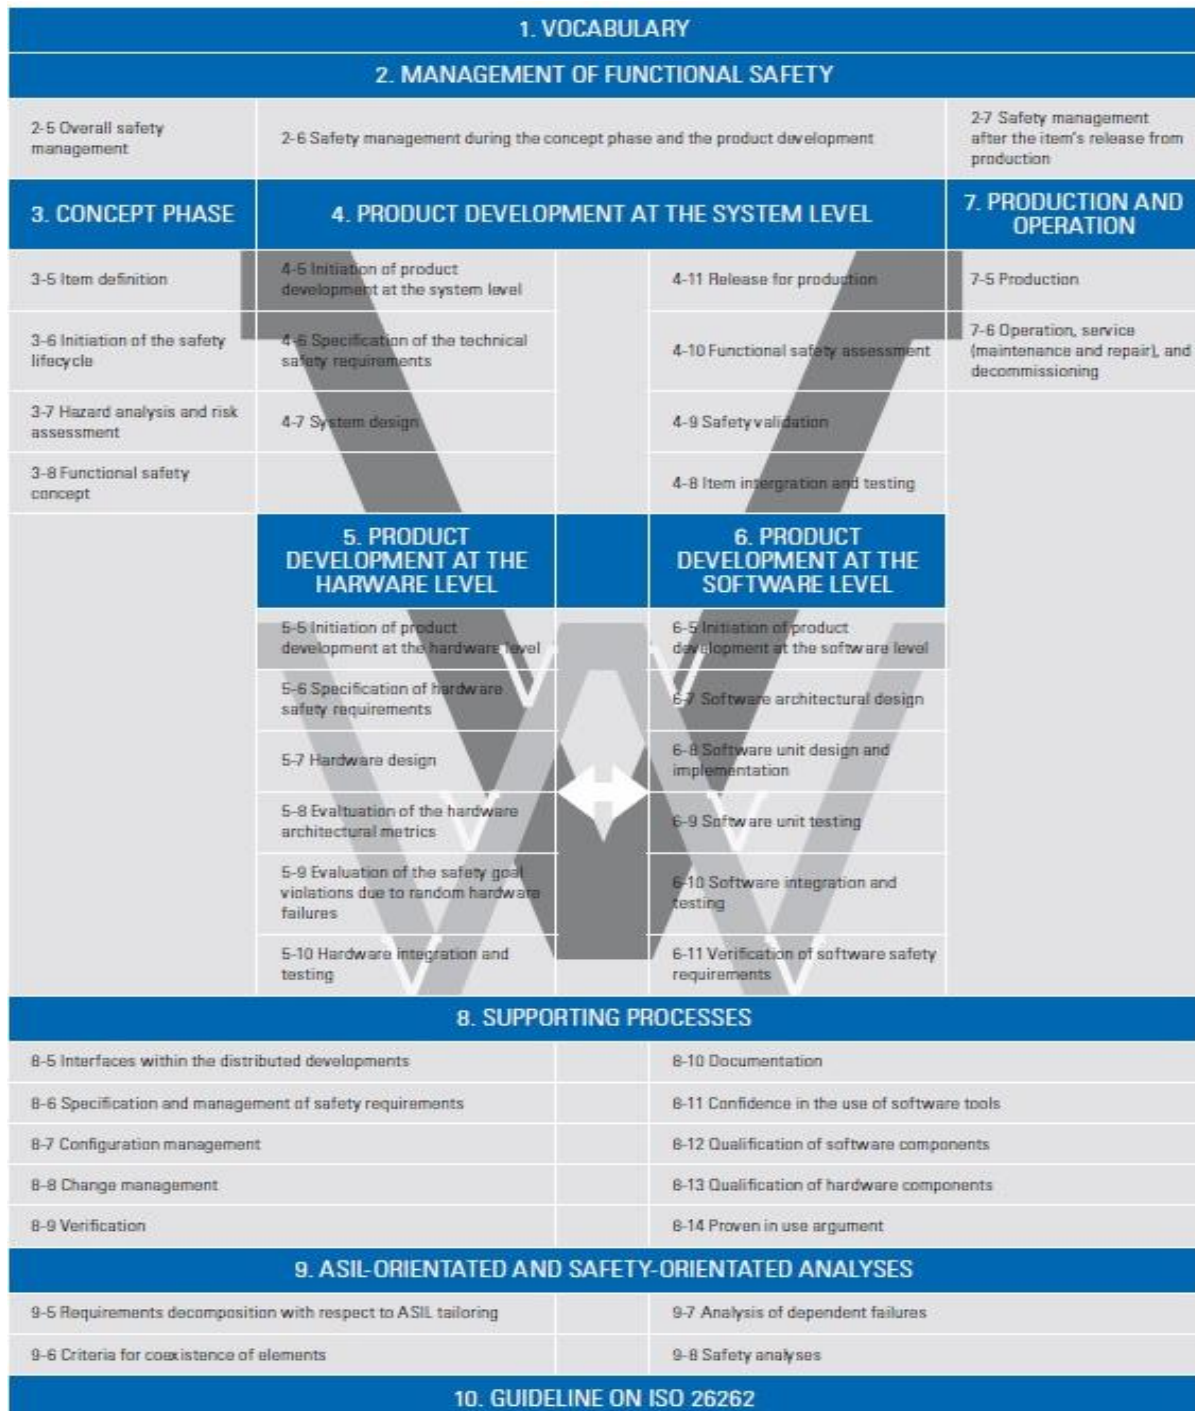 1. VOCABULARY
2. MANAGEMENT OF FUNCTIONAL SAFETY
2-5 Overall safety
management
2-6 Safety management during the concept phase and the product development
2-7 Safety management
after the item's release from
production
3. CONCEPT PHASE
4. PRODUCT DEVELOPMENT AT THE SYSTEM LEVEL
7. PRODUCTION AND
OPERATION
3-5 Item definition
4-5 Initiation of product
development at the system level
4-11 Release for production
7-5 Production
3-6 Initiation of the safety
lifecycle
4-6 Specification of the technical
safety requirements
4-10 Functional safety assessment
7-6 Operation, service
(maintenance and repair), and
decommissioning
3-7 Hazard analysis and risk
assessment
4-7 System design
4-9 Safety validation
3-8 Functional safety
concept
4-8 Item intergration and testing
5. PRODUCT
DEVELOPMENT AT THE
HARWARE LEVEL
6. PRODUCT
DEVELOPMENT AT THE
SOFTWARE LEVEL
5-5 Initiation of product
development at the hardware level
6-5 Initiation of product
development at the software level
5-6 Specification of hardware
safety requirements
6-7 Software architectural design
5-7 Hardware design
6-8 Software unit design and
implementation
5-8 Evaltuation of the hardware
architectural metrics
6-9 Software unit testing
5-9 Evaluation of the safety goal
violations due to random hardware
failures
6-10 Software integration and
testing
5-10 Hardware integration and
testing
6-11 Verification of software safety
requirements
8. SUPPORTING PROCESSES
8-5 Interfaces within the distributed developments
8-10 Documentation
8-6 Specification and management of safety requirements
8-11 Confidence in the use of software tools
8-7 Configuration management
8-12 Qualification of software components
8-8 Change management
8-13 Qualification of hardware components
8-9 Verification
8-14 Proven in use argument
9. ASIL-ORIENTATED AND SAFETY-ORIENTATED ANALYSES
9-5 Requirements decomposition with respect to ASIL tailoring
9-7 Analysis of dependent failures
9-6 Criteria for coexistence of elements
9-8 Safety analyses
10. GUIDELINE ON ISO 26262